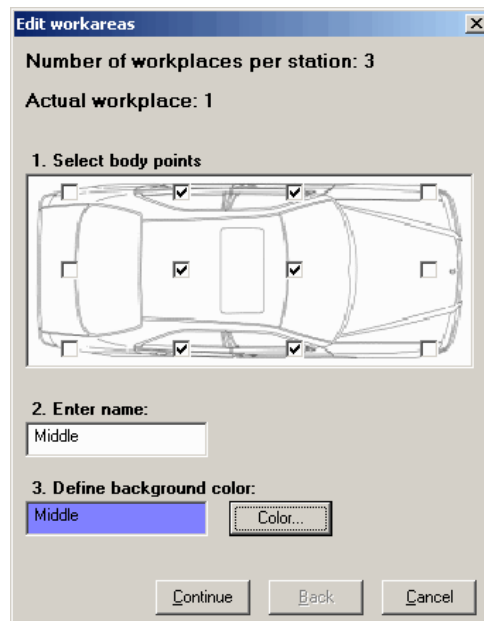 Edit workareas
Number of workplaces per station: 3
Actual workplace: 1
1. Select body points
2. Enter name:
Middle
3. Define background color:
Middle
Color...
Continue
Back
Cancel